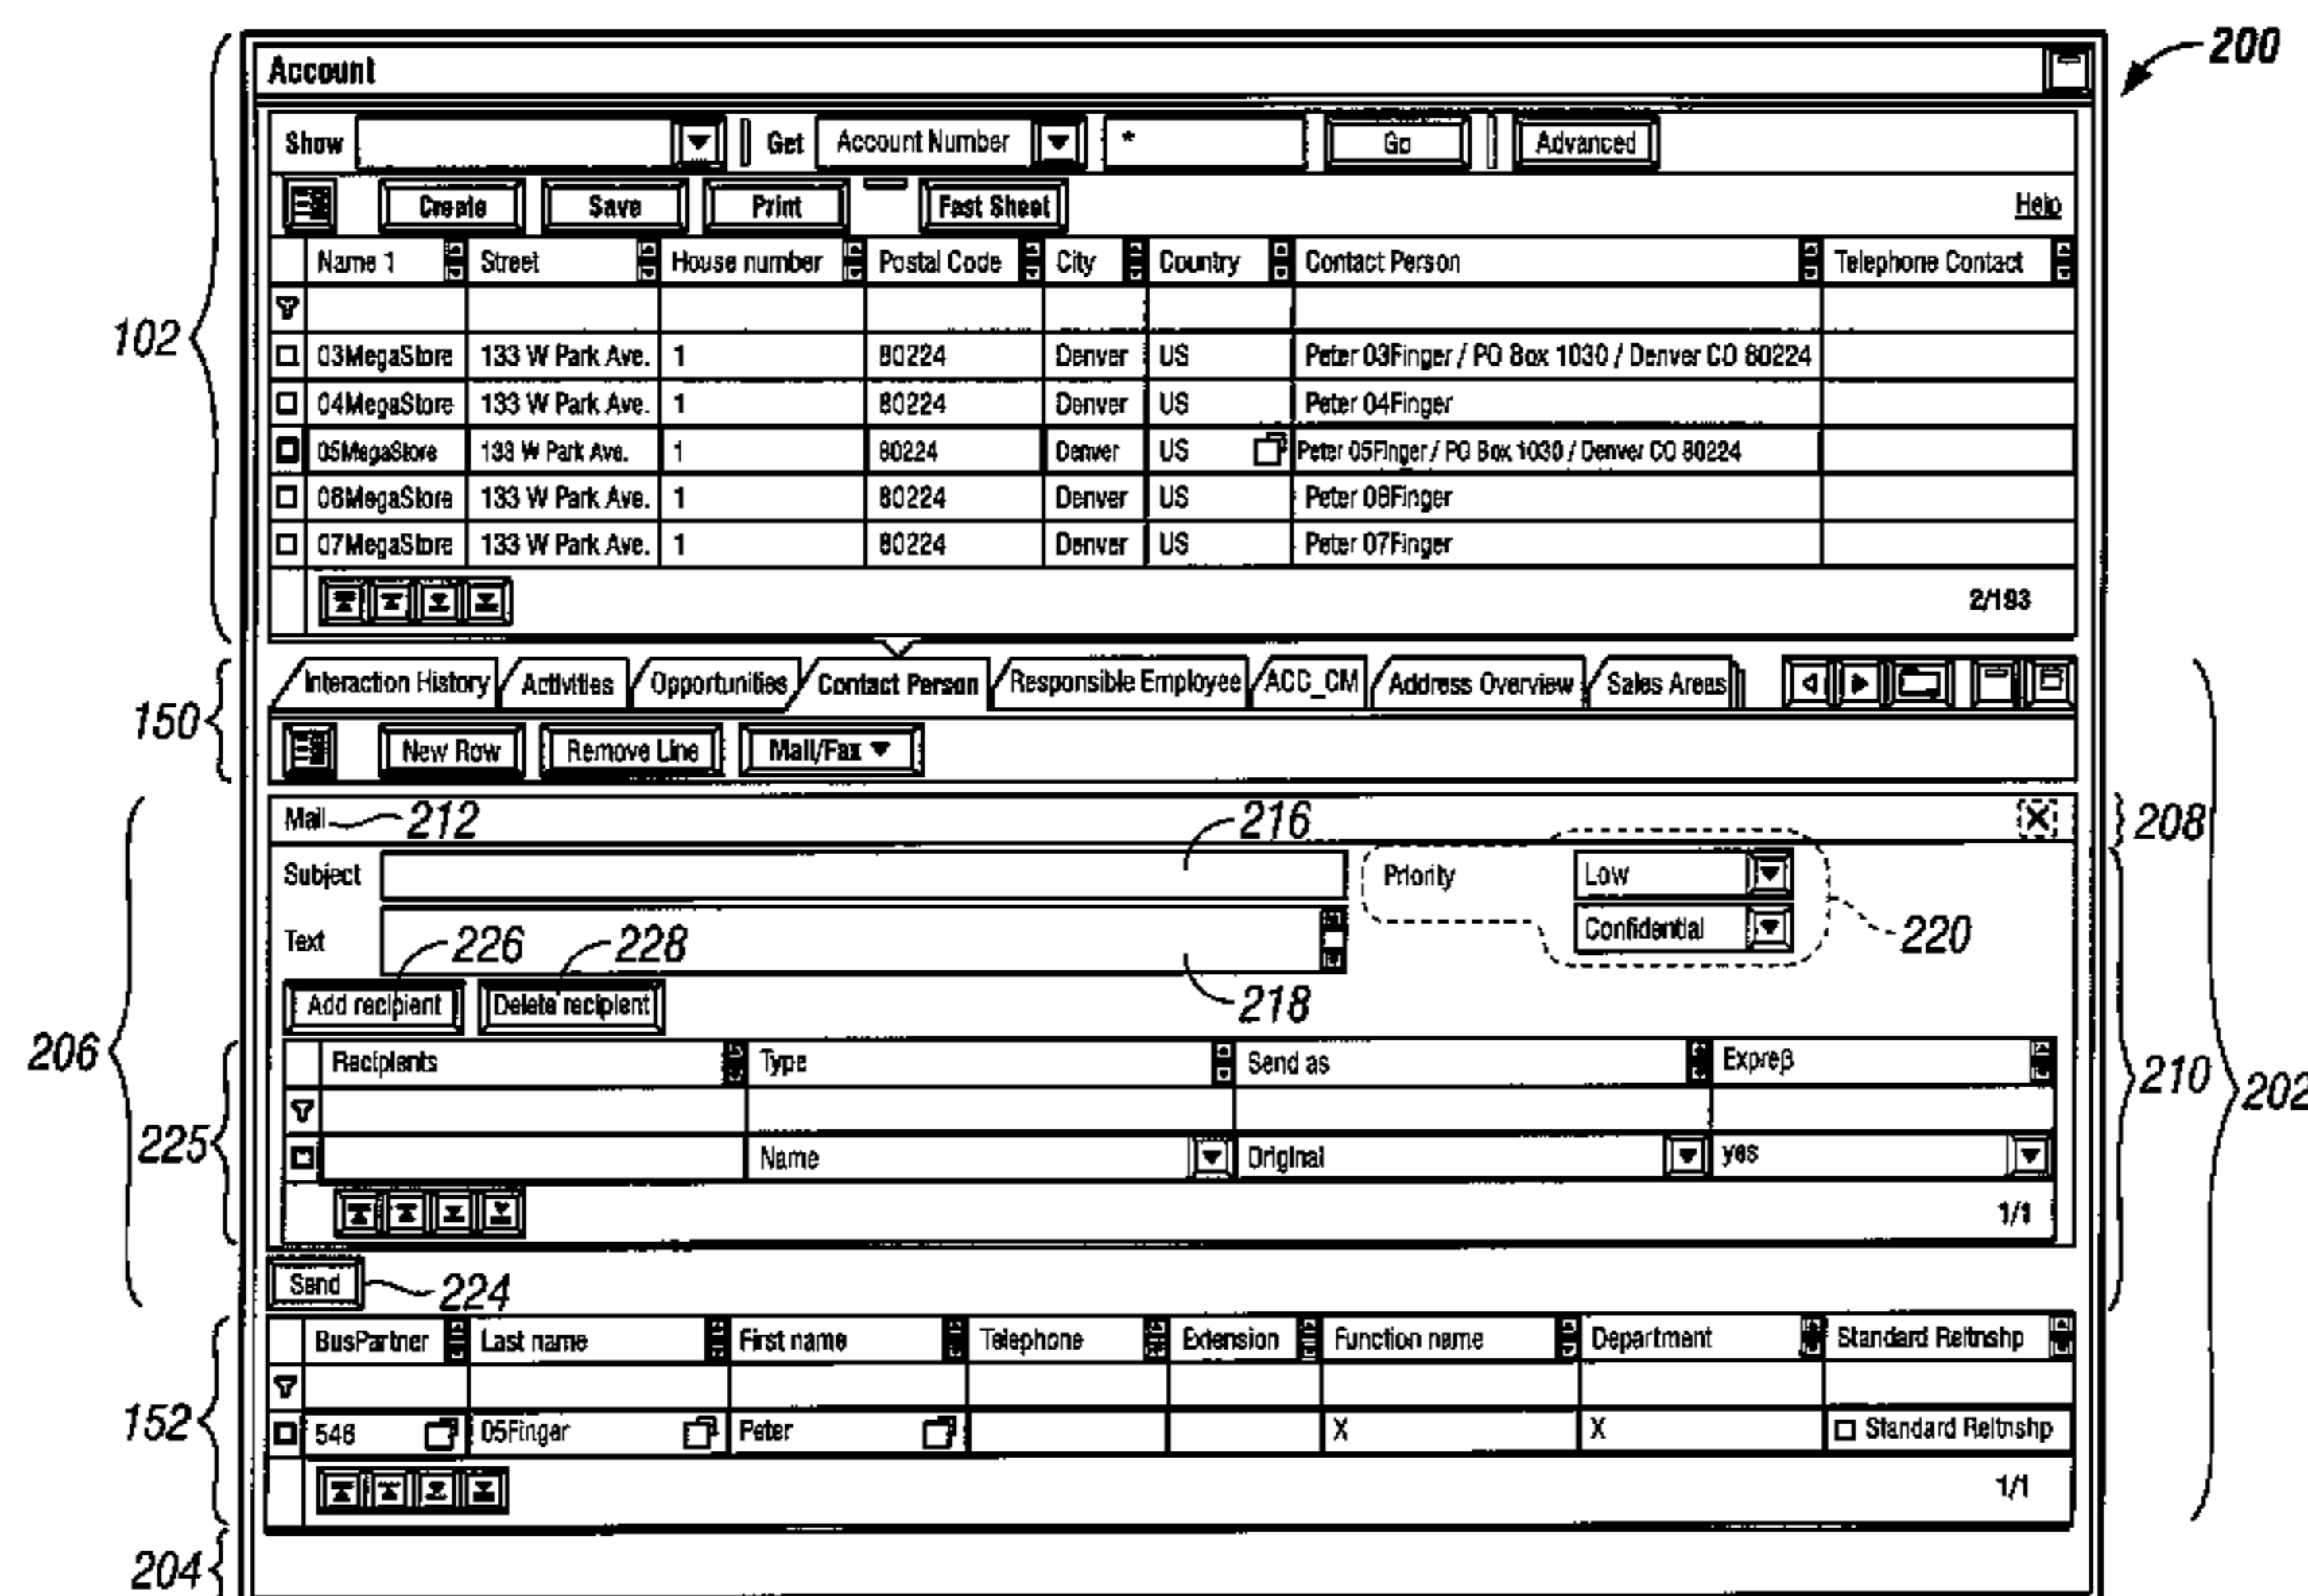 200
Account
Show Get Account Number * Go Advanced
Create Save Print Fast Sheet Help
Name 1 Street House number Postal Code City Country Contact Person Telephone Contact
102
03MegaStore 133 W Park Ave. 1 80224 Denver US Peter 03Finger / PO Box 1030 / Denver CO 80224
04MegaStore 133 W Park Ave. 1 80224 Denver US Peter 04Finger
05MegaStore 133 W Park Ave. 1 80224 Denver US Peter 05Finger / PO Box 1030 / Denver CO 80224
06MegaStore 133 W Park Ave. 1 80224 Denver US Peter 06Finger
07MegaStore 133 W Park Ave. 1 80224 Denver US Peter 07Finger
2/193
Interaction History Activities Opportunities Contact Person Responsible Employee ACC_CM Address Overview Sales Areas
150
New Row Remove Line Mail/Fax
Mail 212 216 X 208
Subject Priority Low
Text 226 228 Confidential 220
Add recipient Delete recipient 218
206
Recipients Type Send as Expreβ
210 202
225
Name Original yes
1/1
Send 224
BusPartner Last name First name Telephone Extension Function name Department Standard Reltnshp
152
546 05Finger Peter X X Standard Reltnshp
1/1
204